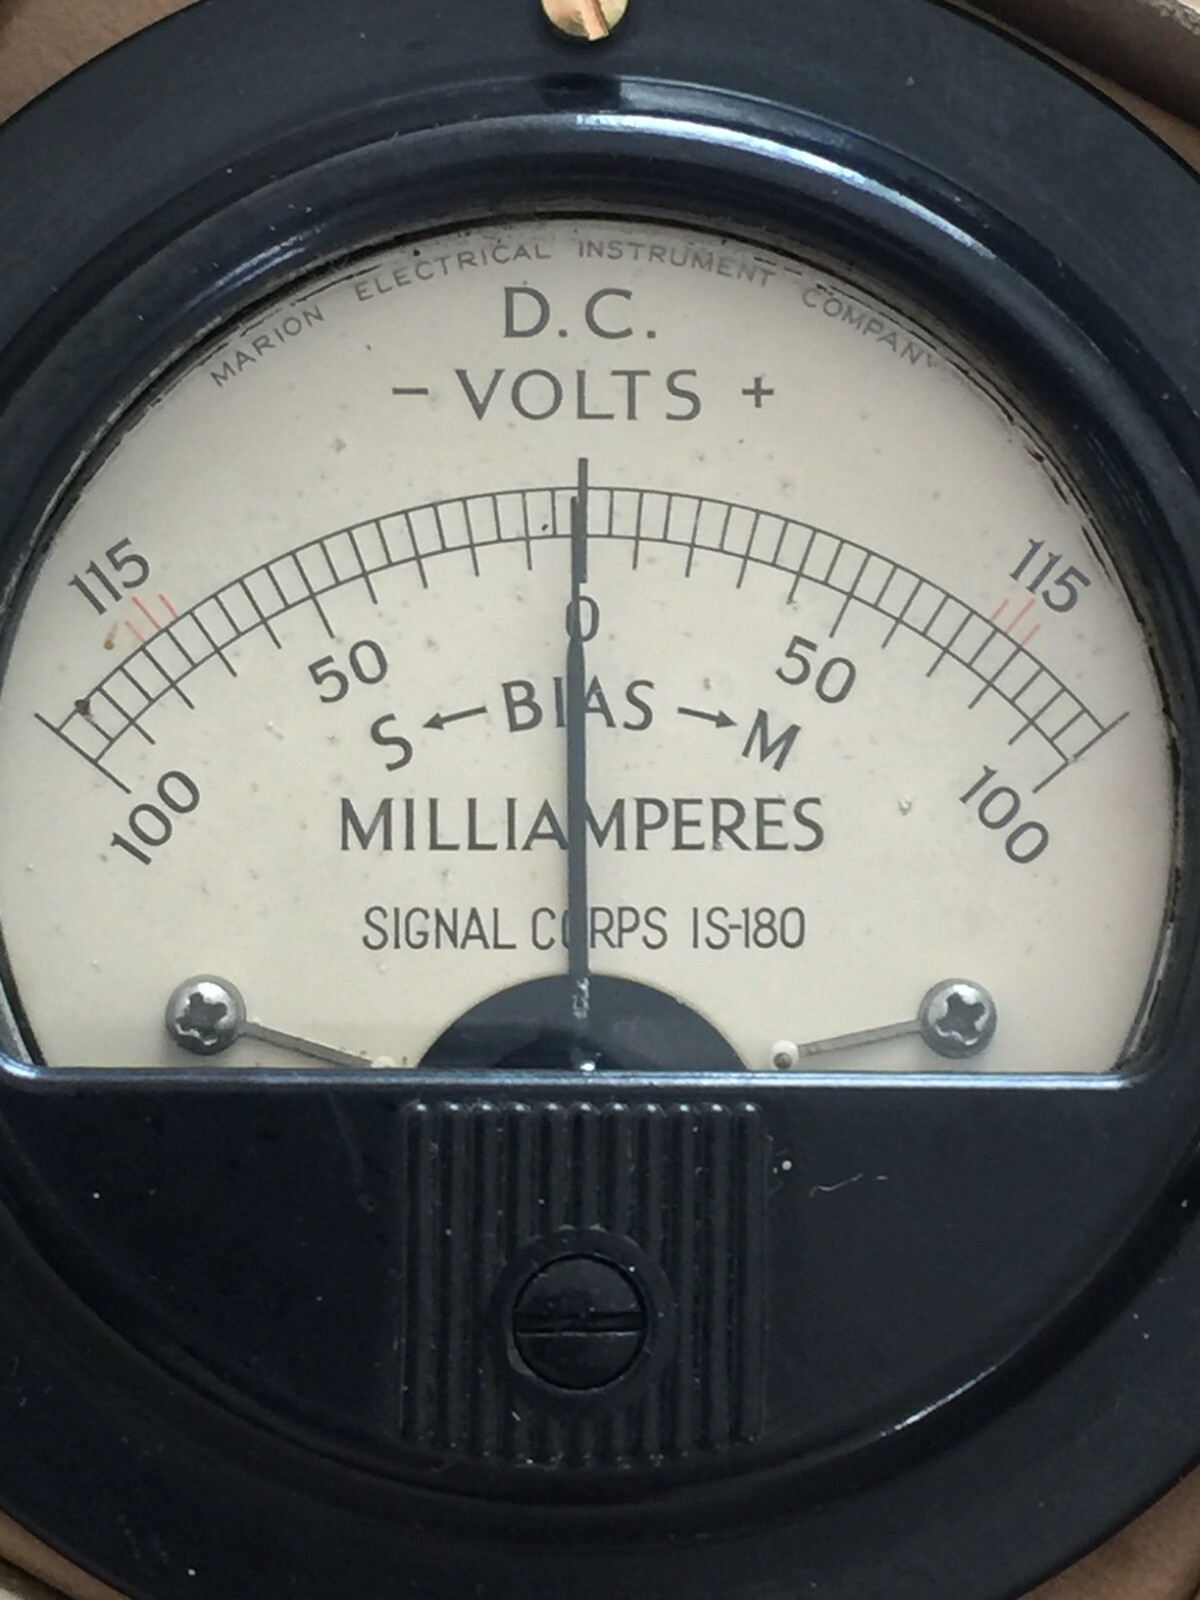 MARION ELECTRICAL INSTRUMENT COMPANY
D.C.
- VOLTS +
115 115
0
50 50
S ← BIAS → M
100 100
MILLIAMPERES
SIGNAL CORPS IS-180